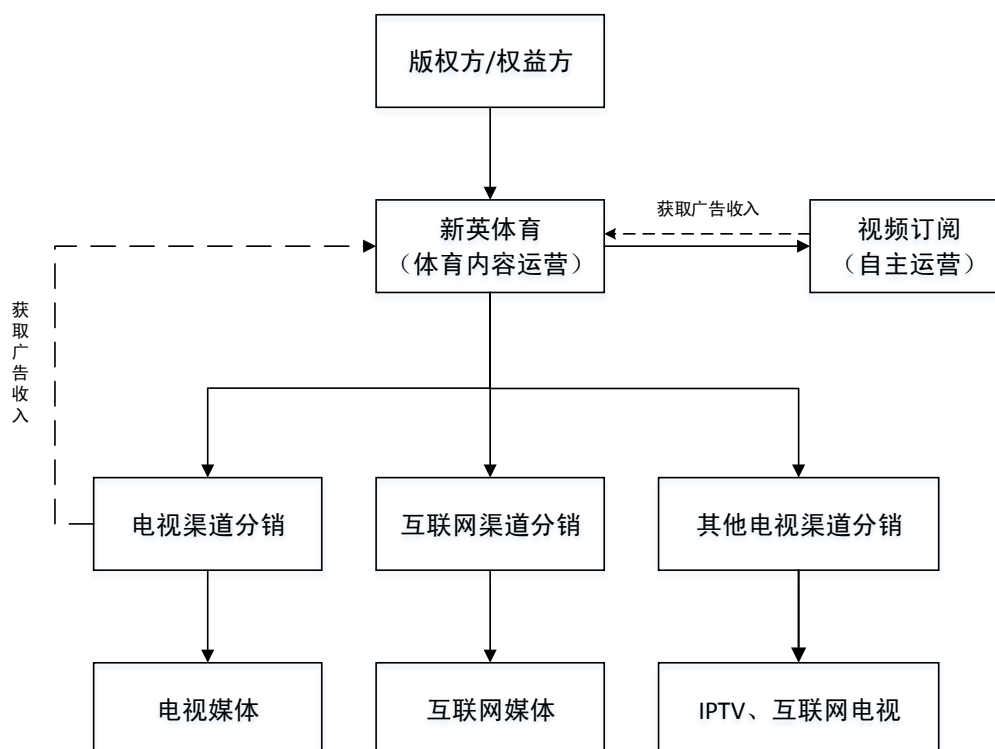 版权方/权益方
新英体育
（体育内容运营）
获取广告收入
视频订阅
（自主运营）
获取广告收入
电视渠道分销
互联网渠道分销
其他电视渠道分销
电视媒体
互联网媒体
IPTV、互联网电视